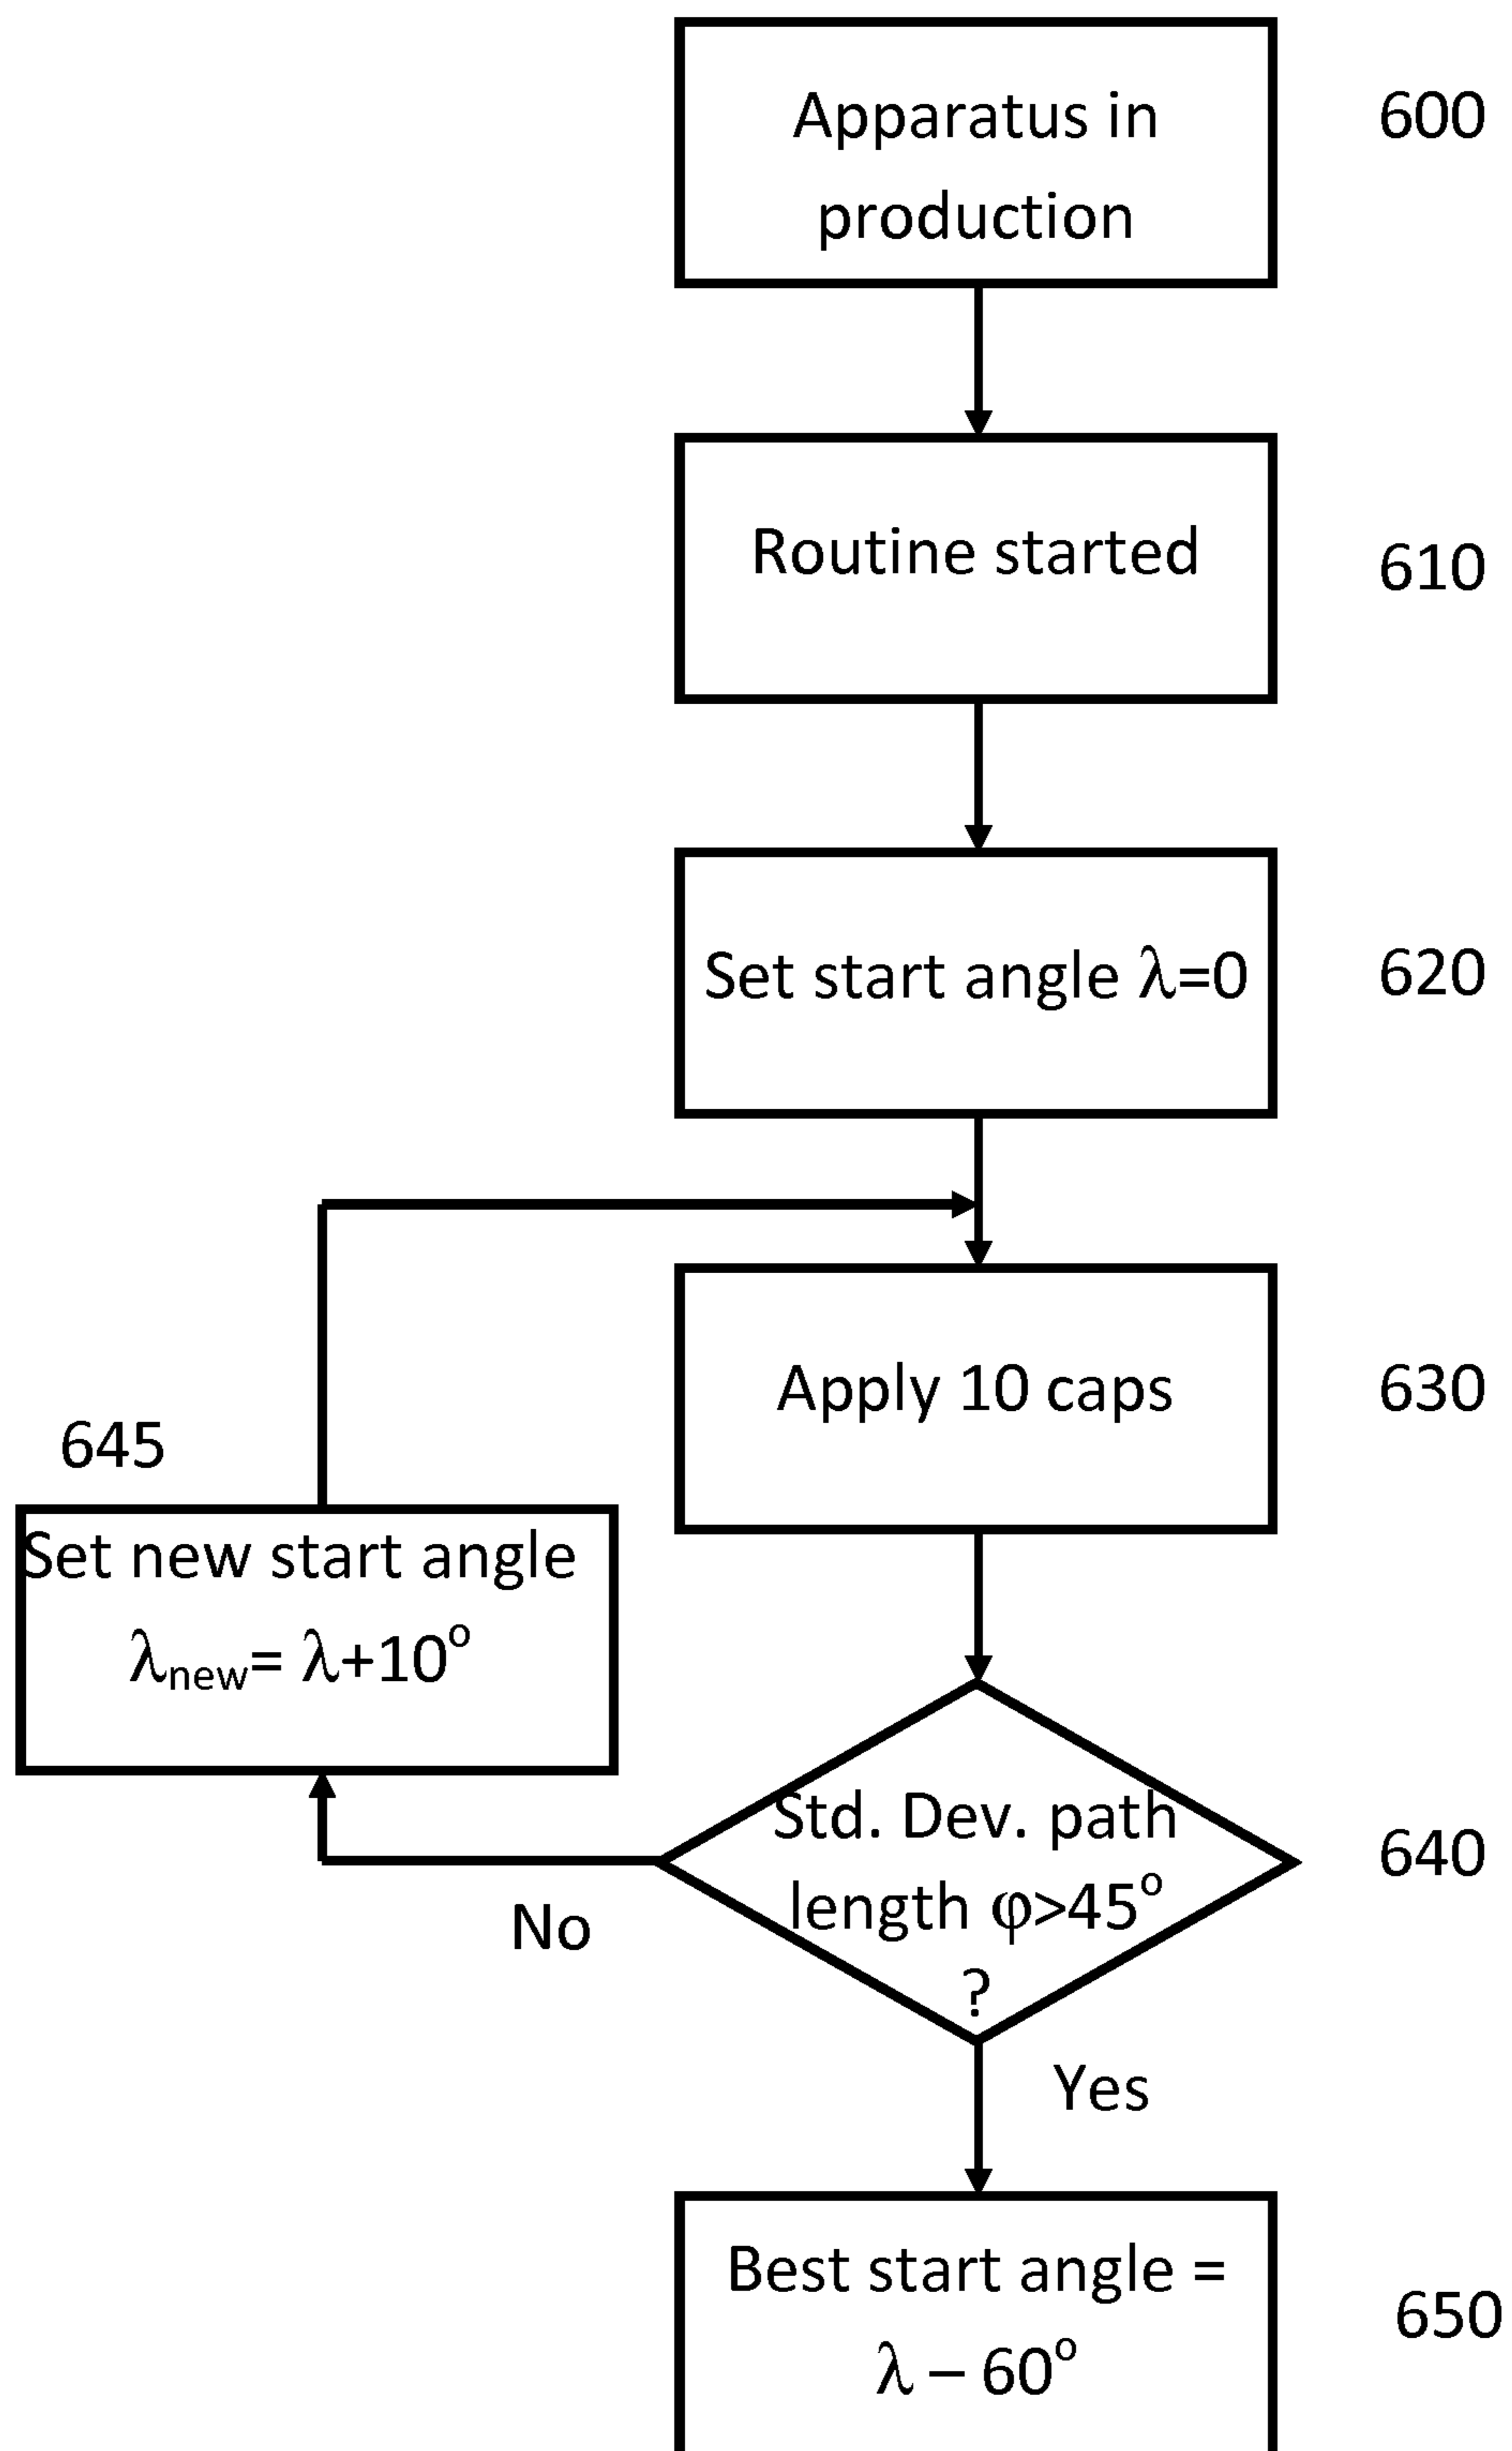 Apparatus in
production
600
Routine started
610
Set start angle λ=0
620
Apply 10 caps
630
645
Set new start angle
λnew= λ+10°
Std. Dev. path
length φ>45°
?
640
No
Yes
Best start angle =
λ – 60°
650